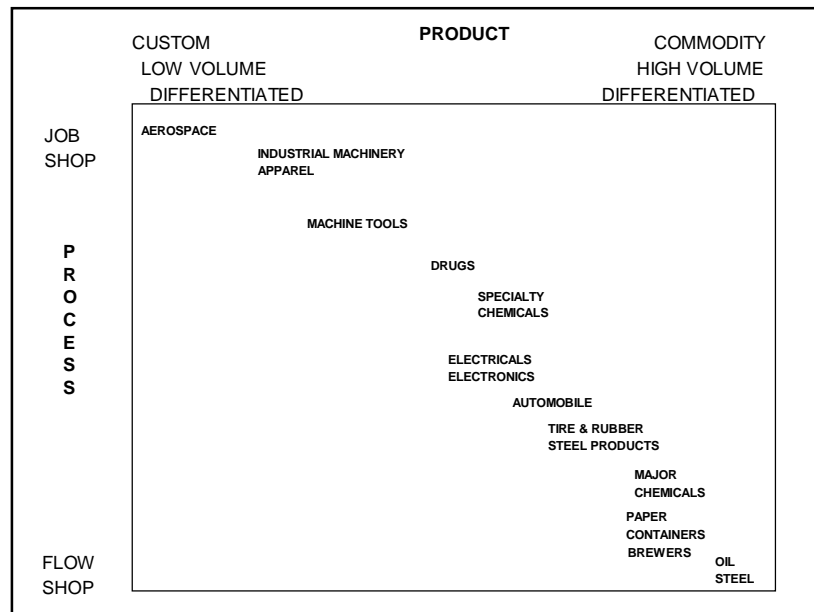 PRODUCT
CUSTOM
LOW VOLUME
DIFFERENTIATED
COMMODITY
HIGH VOLUME
DIFFERENTIATED
JOB
SHOP
PROCESS
FLOW
SHOP
AEROSPACE
INDUSTRIAL MACHINERY
APPAREL
MACHINE TOOLS
DRUGS
SPECIALTY
CHEMICALS
ELECTRICALS
ELECTRONICS
AUTOMOBILE
TIRE & RUBBER
STEEL PRODUCTS
MAJOR
CHEMICALS
PAPER
CONTAINERS
BREWERS
OIL
STEEL